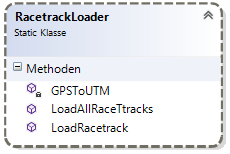 RacetrackLoader
Static Klasse
Methoden
GPSToUTM
LoadAllRaceTtracks
LoadRacetrack